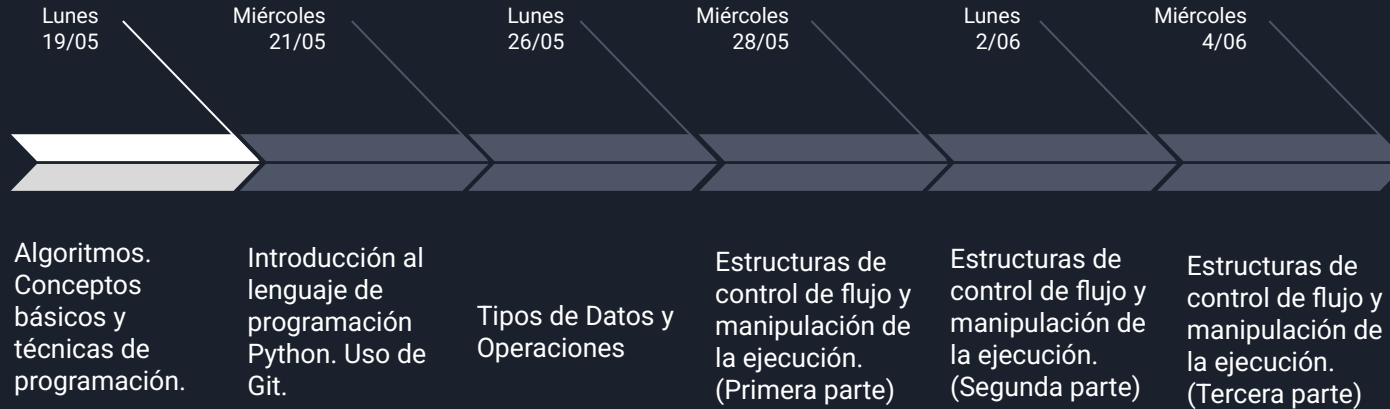 Lunes
19/05
Miércoles
21/05
Lunes
26/05
Miércoles
28/05
Lunes
2/06
Miércoles
4/06
Algoritmos.
Conceptos
básicos y
técnicas de
programación.
Introducción al
lenguaje de
programación
Python. Uso de
Git.
Tipos de Datos y
Operaciones
Estructuras de
control de flujo y
manipulación de
la ejecución.
(Primera parte)
Estructuras de
control de flujo y
manipulación de
la ejecución.
(Segunda parte)
Estructuras de
control de flujo y
manipulación de
la ejecución.
(Tercera parte)